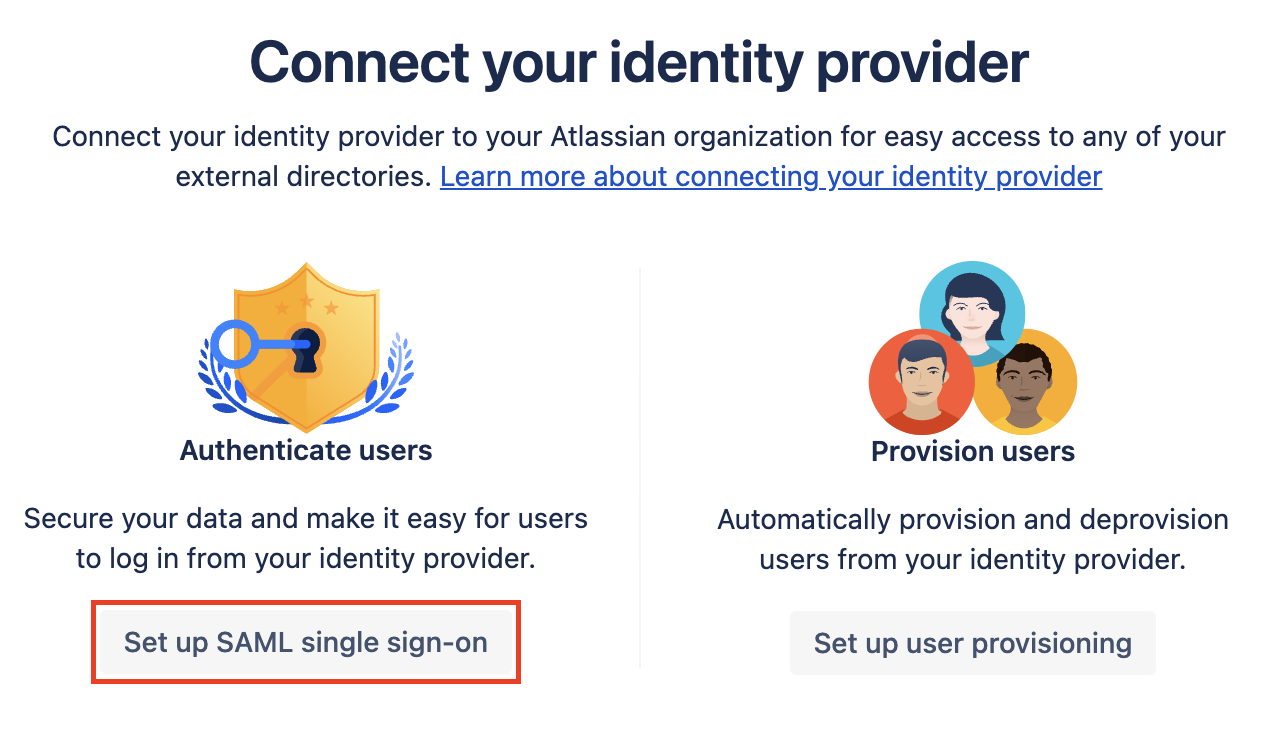 Connect your identity provider
Connect your identity provider to your Atlassian organization for easy access to any of your
external directories. Learn more about connecting your identity provider
Authenticate users
Secure your data and make it easy for users
to log in from your identity provider.
Set up SAML single sign-on
Provision users
Automatically provision and deprovision
users from your identity provider.
Set up user provisioning